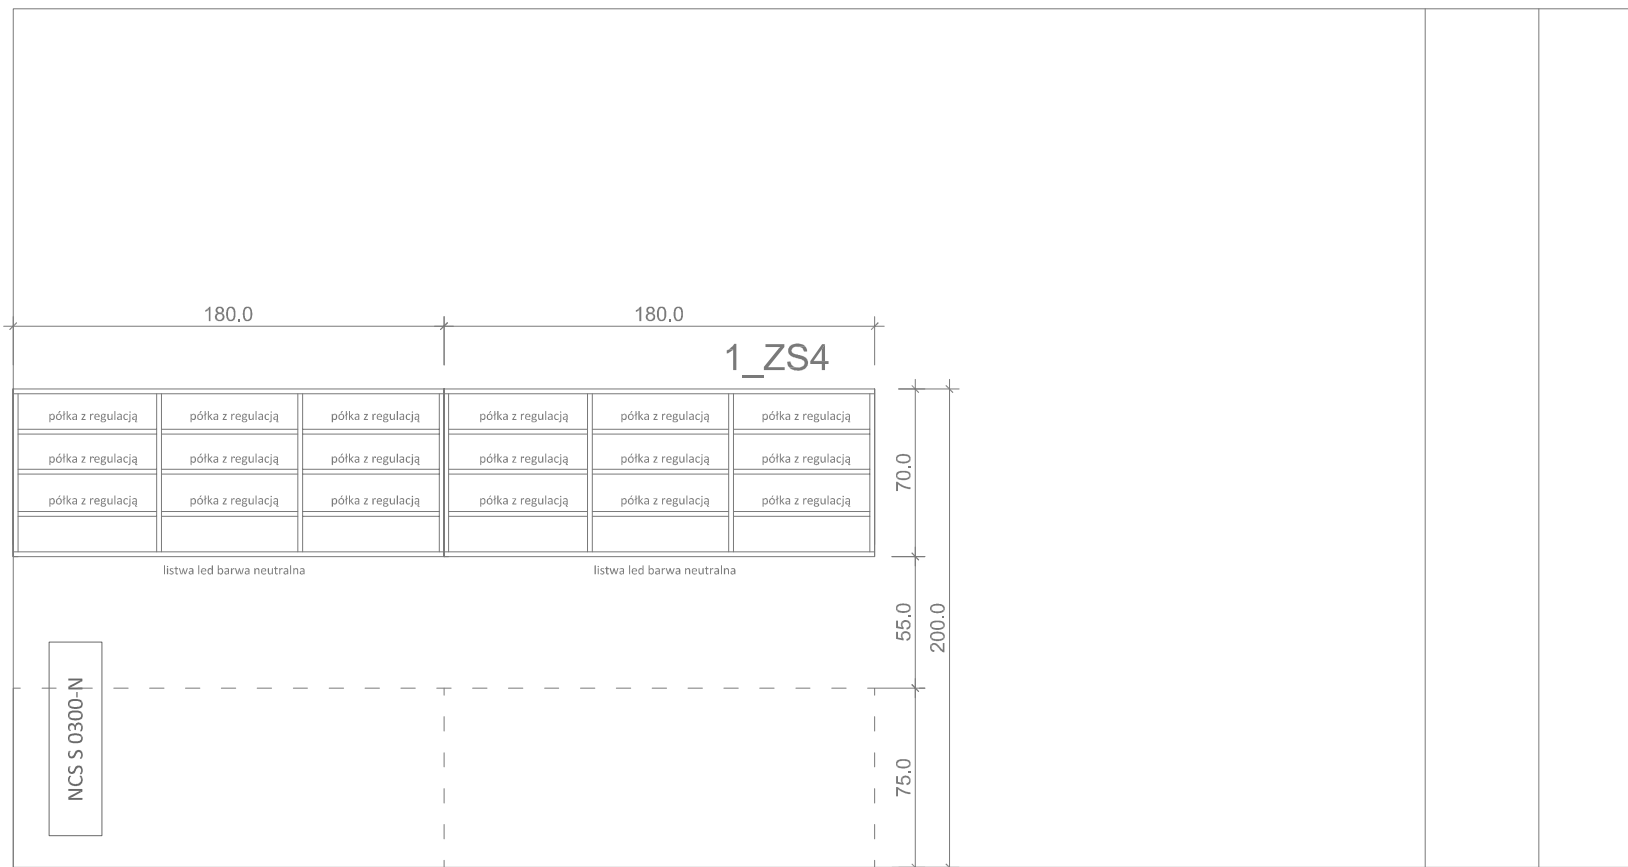 180.0 180.0
1_ZS4
półka z regulacją półka z regulacją półka z regulacją półka z regulacją półka z regulacją półka z regulacją
półka z regulacją półka z regulacją półka z regulacją półka z regulacją półka z regulacją półka z regulacją
półka z regulacją półka z regulacją półka z regulacją półka z regulacją półka z regulacją półka z regulacją
70.0
listwa led barwa neutralna listwa led barwa neutralna
55.0
200.0
NCS S 0300-N
75.0